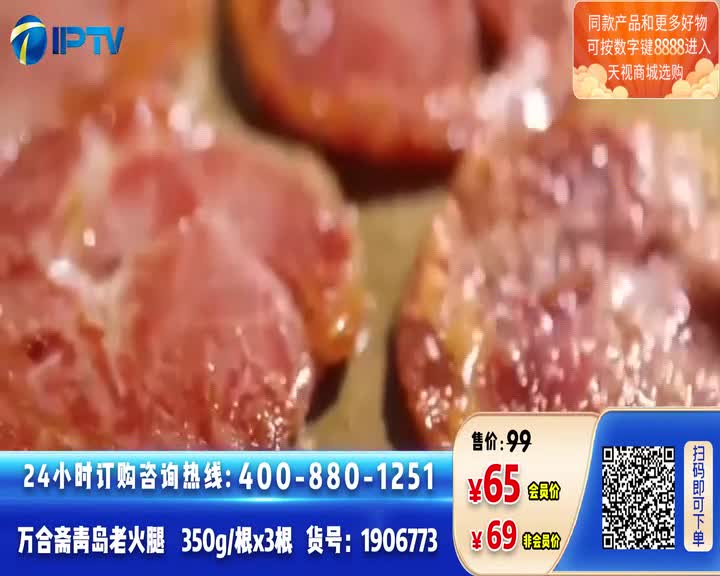 IPTV
同款产品和更多好物
可按数字键8888进入
天视商城选购
售价:99
¥65 会员价
¥69 非会员价
扫码即可下单
24小时订购咨询热线:400-880-1251
万合斋青岛老火腿 350g/根x3根 货号:1906773